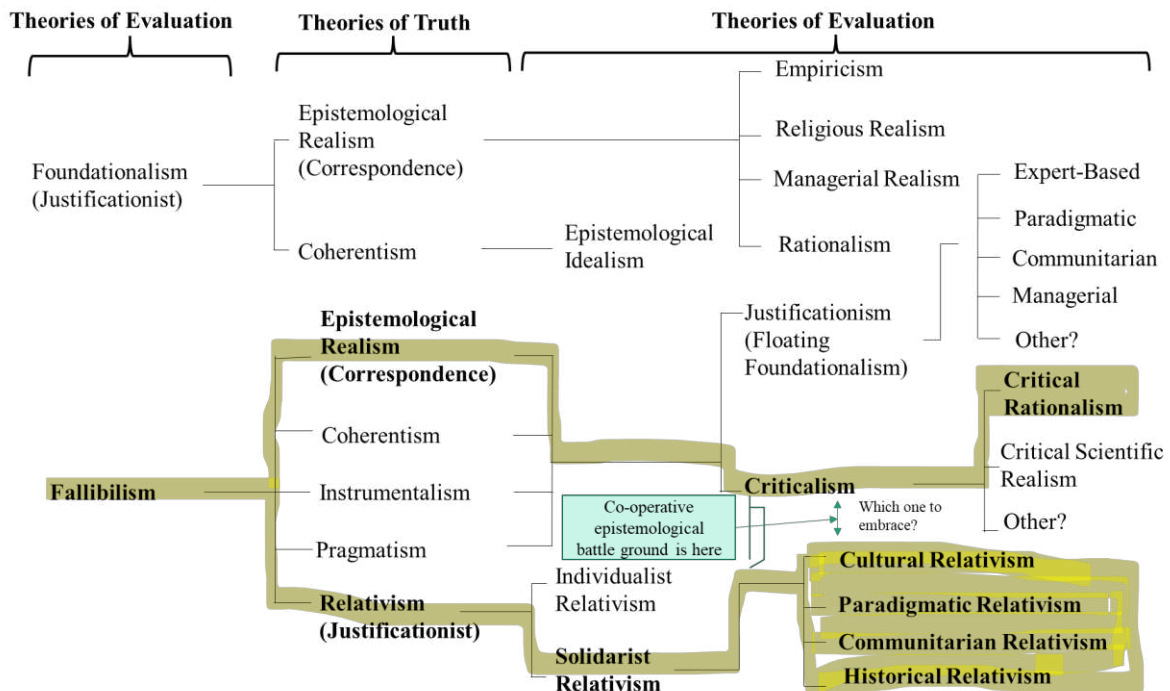 Theories of Evaluation
Theories of Truth
Theories of Evaluation
Foundationalism
(Justificationist)
Epistemological
Realism
(Correspondence)
Coherentism
Epistemological
Idealism
Empiricism
Religious Realism
Managerial Realism
Rationalism
Justificationism
(Floating
Foundationalism)
Expert-Based
Paradigmatic
Communitarian
Managerial
Other?
Fallibilism
Epistemological
Realism
(Correspondence)
Coherentism
Instrumentalism
Pragmatism
Relativism
(Justificationist)
Criticalism
Critical
Rationalism
Critical Scientific
Realism
Other?
Co-operative
epistemological
battle ground is here
Which one to
embrace?
Individualist
Relativism
Solidarist
Relativism
Cultural Relativism
Paradigmatic Relativism
Communitarian Relativism
Historical Relativism